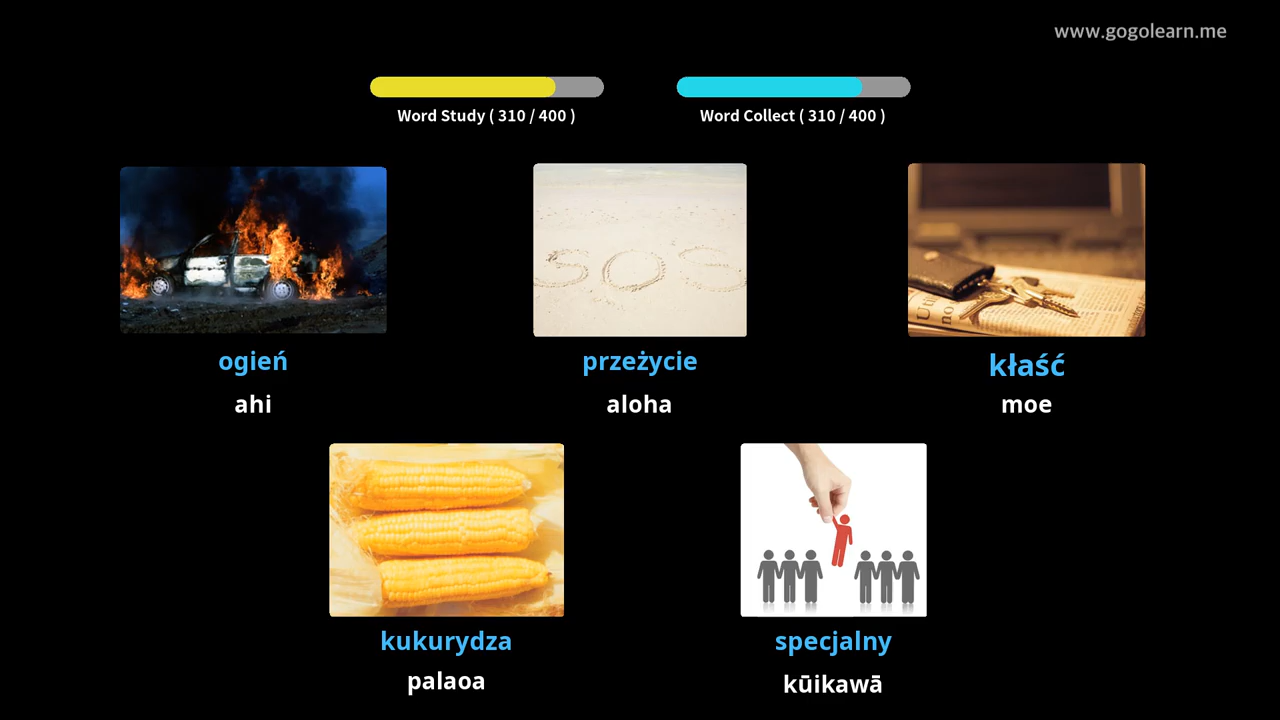 www.gogolearn.me
Word Study ( 310 / 400 )
Word Collect ( 310 / 400 )
SOS
ogień
przeżycie
kłaść
ahi
aloha
moe
kukurydza
specjalny
palaoa
kūikawā